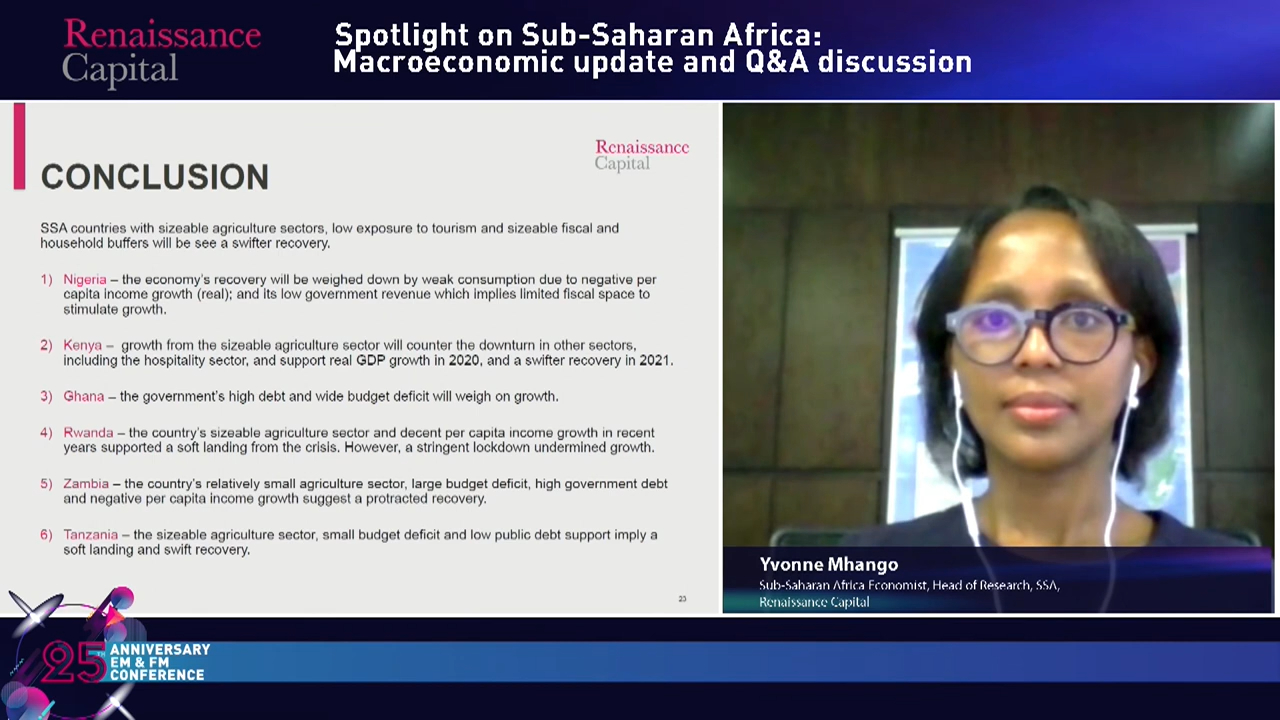 Renaissance
Capital
Spotlight on Sub-Saharan Africa:
Macroeconomic update and Q&A discussion
Renaissance
Capital
CONCLUSION
SSA countries with sizeable agriculture sectors, low exposure to tourism and sizeable fiscal and
household buffers will be see a swifter recovery.
1) Nigeria – the economy's recovery will be weighed down by weak consumption due to negative per
capita income growth (real); and its low government revenue which implies limited fiscal space to
stimulate growth.
2) Kenya – growth from the sizeable agriculture sector will counter the downturn in other sectors,
including the hospitality sector, and support real GDP growth in 2020, and a swifter recovery in 2021.
3) Ghana – the government's high debt and wide budget deficit will weigh on growth.
4) Rwanda – the country's sizeable agriculture sector and decent per capita income growth in recent
years supported a soft landing from the crisis. However, a stringent lockdown undermined growth.
5) Zambia – the country's relatively small agriculture sector, large budget deficit, high government debt
and negative per capita income growth suggest a protracted recovery.
6) Tanzania – the sizeable agriculture sector, small budget deficit and low public debt support imply a
soft landing and swift recovery.
23
Yvonne Mhango
Sub-Saharan Africa Economist, Head of Research, SSA,
Renaissance Capital
25TH ANNIVERSARY
EM & FM
CONFERENCE